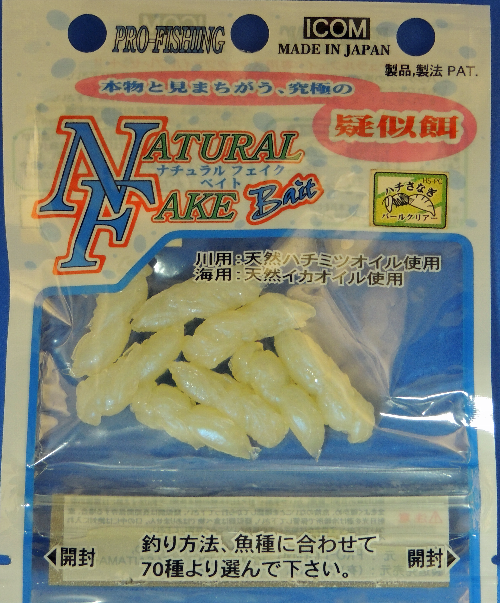 PRO-FISHING
ICOM
MADE IN JAPAN
製品,製法 PAT.
本物と見まちがう、究極の
疑似餌
NATURAL
ナチュラル フェイク
ベイト
FAKE Bait
HS-PC
ハチさなぎ
パールクリアー
川用:天然ハチミツオイル使用
海用:天然イカオイル使用
開封
釣り方法、魚種に合わせて
70種より選んで下さい。
開封